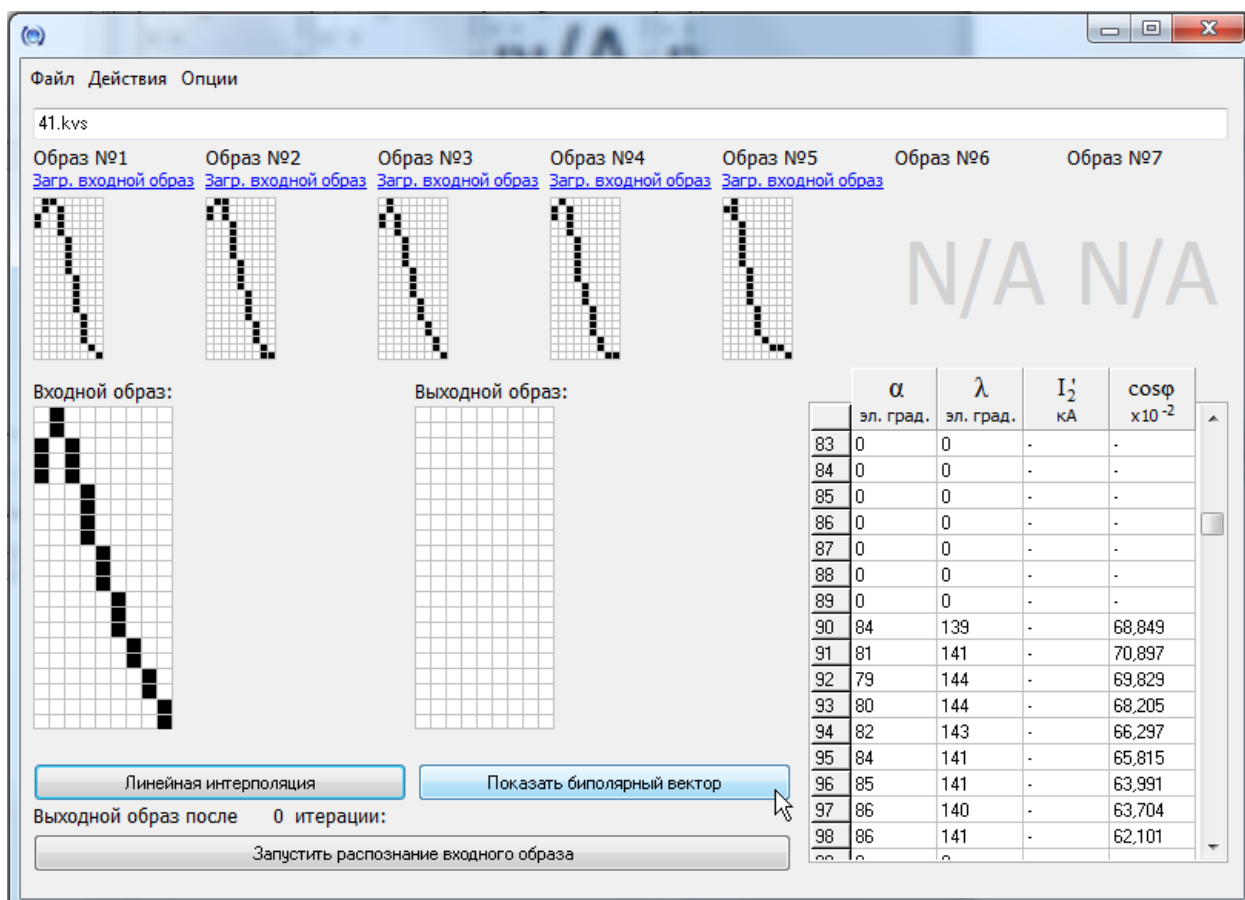 Файл Действия Опции
41.kvs
Образ №1 Образ №2 Образ №3 Образ №4 Образ №5 Образ №6 Образ №7
Загр. входной образ Загр. входной образ Загр. входной образ Загр. входной образ Загр. входной образ
N/A N/A
Входной образ: Выходной образ:
α λ I'₂ cosφ
эл. град. эл. град. кА x10 -2
83 0 0 - -
84 0 0 - -
85 0 0 - -
86 0 0 - -
87 0 0 - -
88 0 0 - -
89 0 0 - -
90 84 139 - 68,849
91 81 141 - 70,897
92 79 144 - 69,829
93 80 144 - 68,205
94 82 143 - 66,297
95 84 141 - 65,815
96 85 141 - 63,991
97 86 140 - 63,704
98 86 141 - 62,101
Линейная интерполяция Показать биполярный вектор
Выходной образ после 0 итерации:
Запустить распознание входного образа